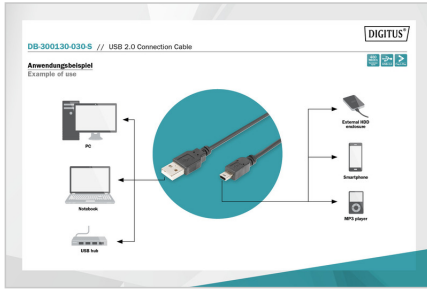 DIGITUS®
DB-300130-030-S // USB 2.0 Connection Cable
Anwendungsbeispiel
Example of use
PC
External HDD
enclosure
Notebook
Smartphone
USB hub
MP3 player